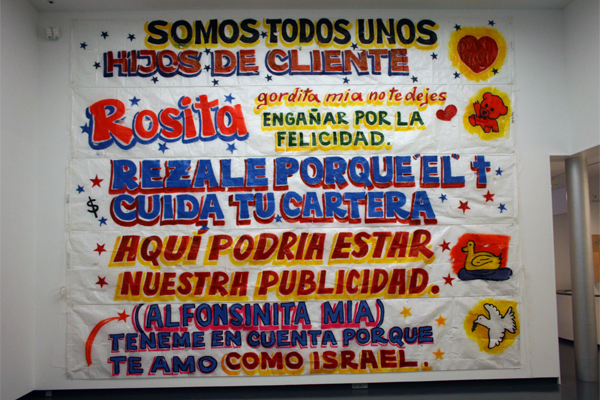 SOMOS TODOS UNOS
HIJOS DE CLIENTE
Rosita
gordita mia no te dejes
ENGAÑAR POR LA
FELICIDAD.
REZALE PORQUE EL
CUIDA TU CARTERA
$
AQUÍ PODRIA ESTAR
NUESTRA PUBLICIDAD.
(ALFONSINITA MIA)
TENEME EN CUENTA PORQUE
TE AMO COMO ISRAEL.